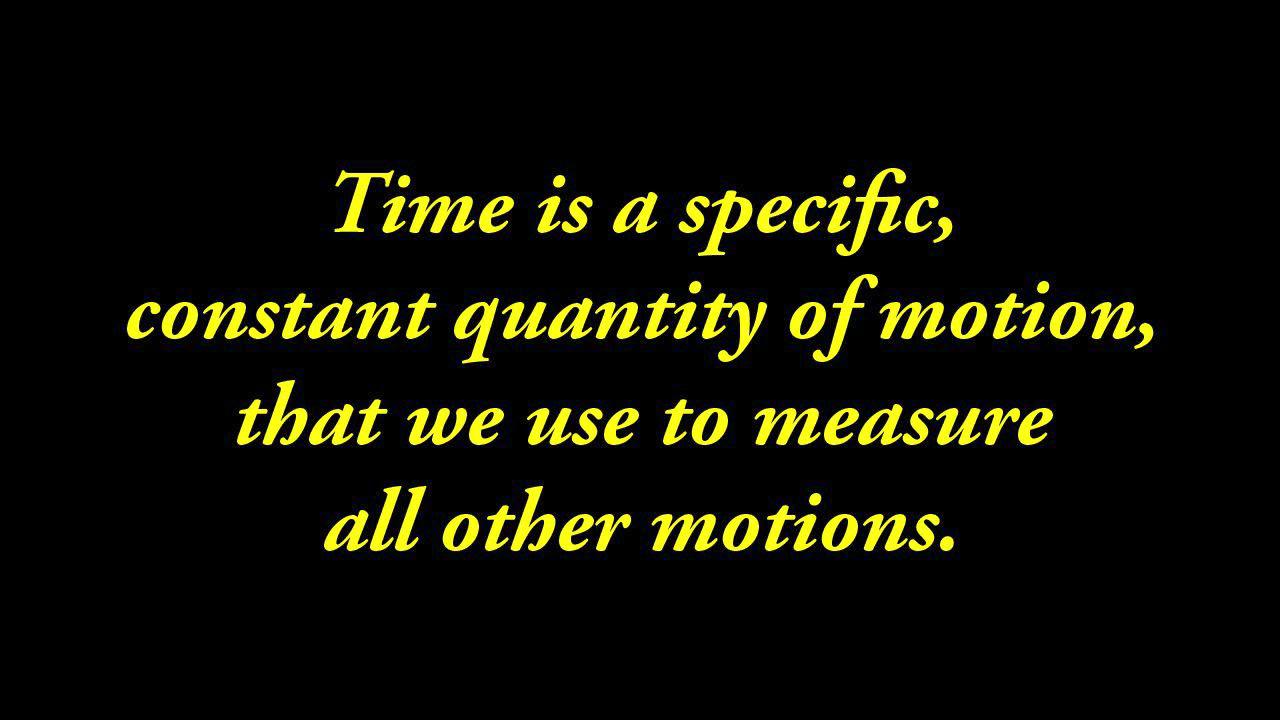 Time is a specific,
constant quantity of motion,
that we use to measure
all other motions.